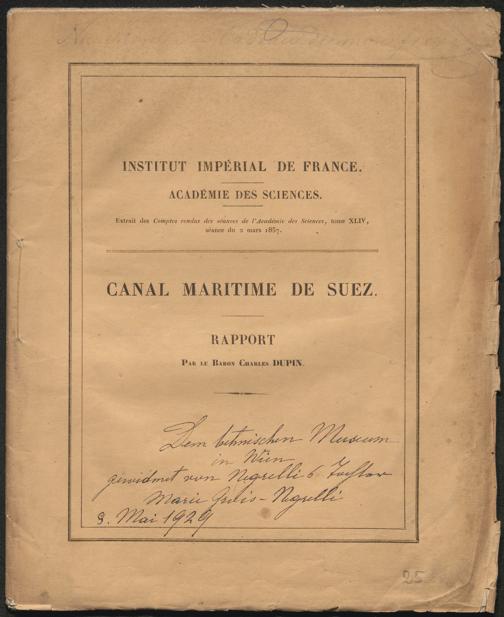 INSTITUT IMPÉRIAL DE FRANCE.
ACADÉMIE DES SCIENCES.
Extrait des Comptes rendus des séances de l'Académie des Sciences, tome XLIV,
séance du 2 mars 1857.
CANAL MARITIME DE SUEZ.
RAPPORT
PAR LE BARON CHARLES DUPIN.
Dem technischen Museum
in Wien
gewidmet von Negrelli's Tochter
Marie Grois-Negrelli
8. Mai 1929
25